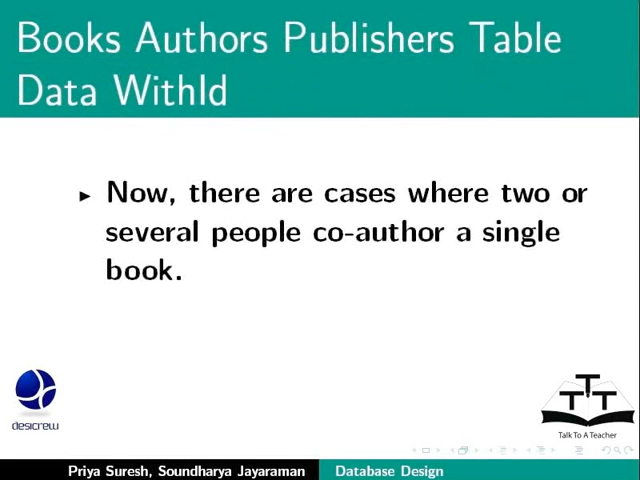 Books Authors Publishers Table
Data WithId
▶ Now, there are cases where two or
several people co-author a single
book.
desicrew
TTT
Talk To A Teacher
Priya Suresh, Soundharya Jayaraman Database Design